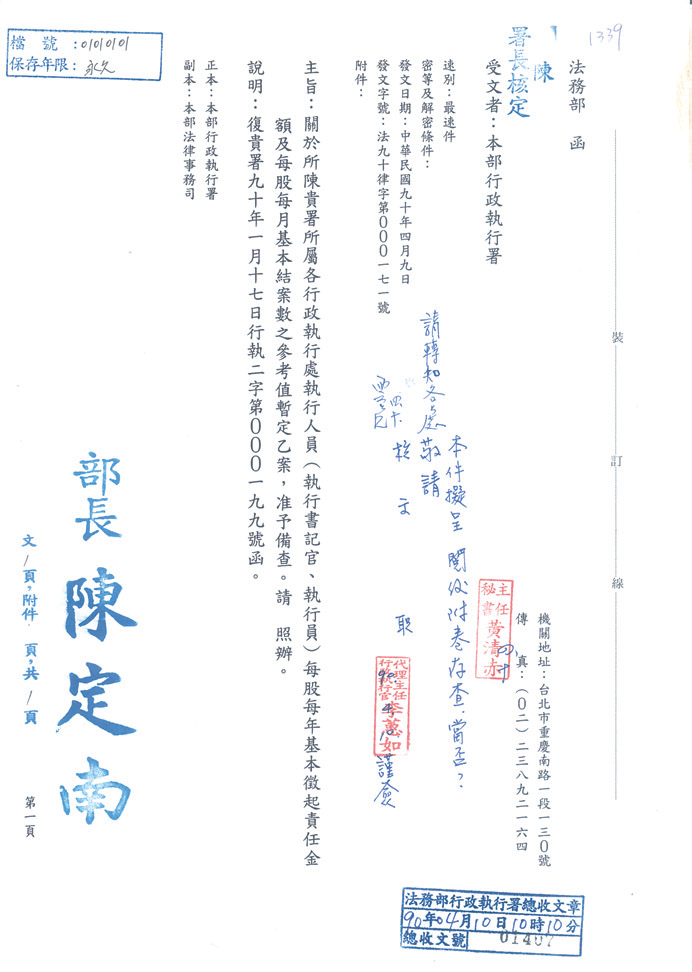 1339
檔　號：010101
保存年限：永久
裝
訂
線
法務部　函
陳
署長核定
受文者：本部行政執行署
機關地址：台北市重慶南路一段一三０號
傳　真：（０二）二三八九二一六四
速別：最速件
密等及解密條件：
發文日期：中華民國九十年四月九日
發文字號：法九十律字第０００一七一號
附件：
主旨：關於所陳貴署所屬各行政執行處執行人員（執行書記官、執行員）每股每年基本徵起責任金
額及每股每月基本結案數之參考值暫定乙案，准予備查。請　照辦。
說明：復貴署九十年一月十七日行執二字第０００一九九號函。
正本：本部行政執行署
副本：本部法律事務司
本件擬呈　閱後附卷存查，當否？
請轉知各處敬請
核示
職
謹簽
主任
秘書
黃清赤
代理主任
行政執行官
李蕙如
部長　陳定南
文1頁，附件　頁，共1頁
第一頁
法務部行政執行署總收文章
90年04月10日10時10分
總收文號　01407